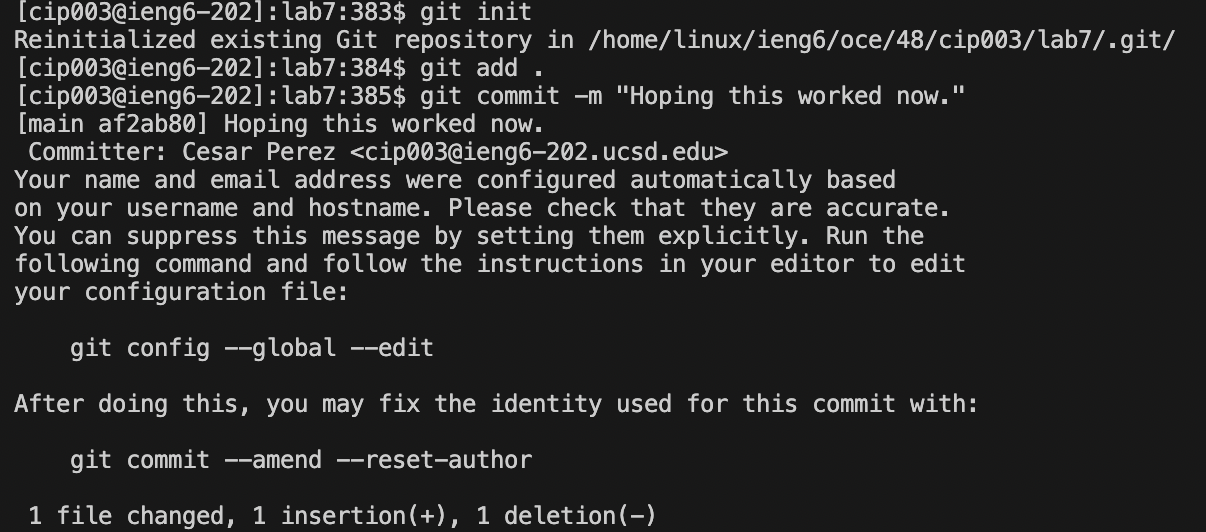 [cip003@ieng6-202]:lab7:383$ git init
Reinitialized existing Git repository in /home/linux/ieng6/oce/48/cip003/lab7/.git/
[cip003@ieng6-202]:lab7:384$ git add .
[cip003@ieng6-202]:lab7:385$ git commit -m "Hoping this worked now."
[main af2ab80] Hoping this worked now.
 Committer: Cesar Perez <cip003@ieng6-202.ucsd.edu>
Your name and email address were configured automatically based
on your username and hostname. Please check that they are accurate.
You can suppress this message by setting them explicitly. Run the
following command and follow the instructions in your editor to edit
your configuration file:

    git config --global --edit

After doing this, you may fix the identity used for this commit with:

    git commit --amend --reset-author

 1 file changed, 1 insertion(+), 1 deletion(-)